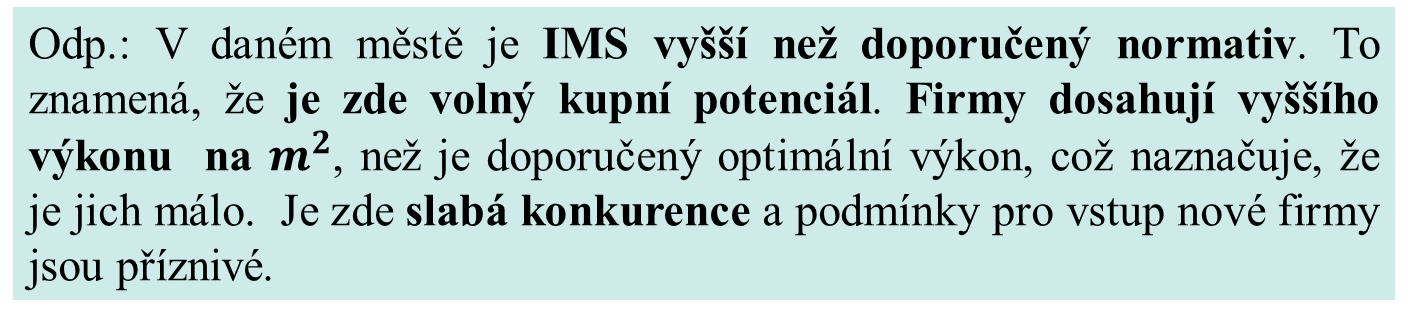 Odp.: V daném městě je IMS vyšší než doporučený normativ. To
znamená, že je zde volný kupní potenciál. Firmy dosahují vyššího
výkonu na m², než je doporučený optimální výkon, což naznačuje, že
je jich málo. Je zde slabá konkurence a podmínky pro vstup nové firmy
jsou příznivé.